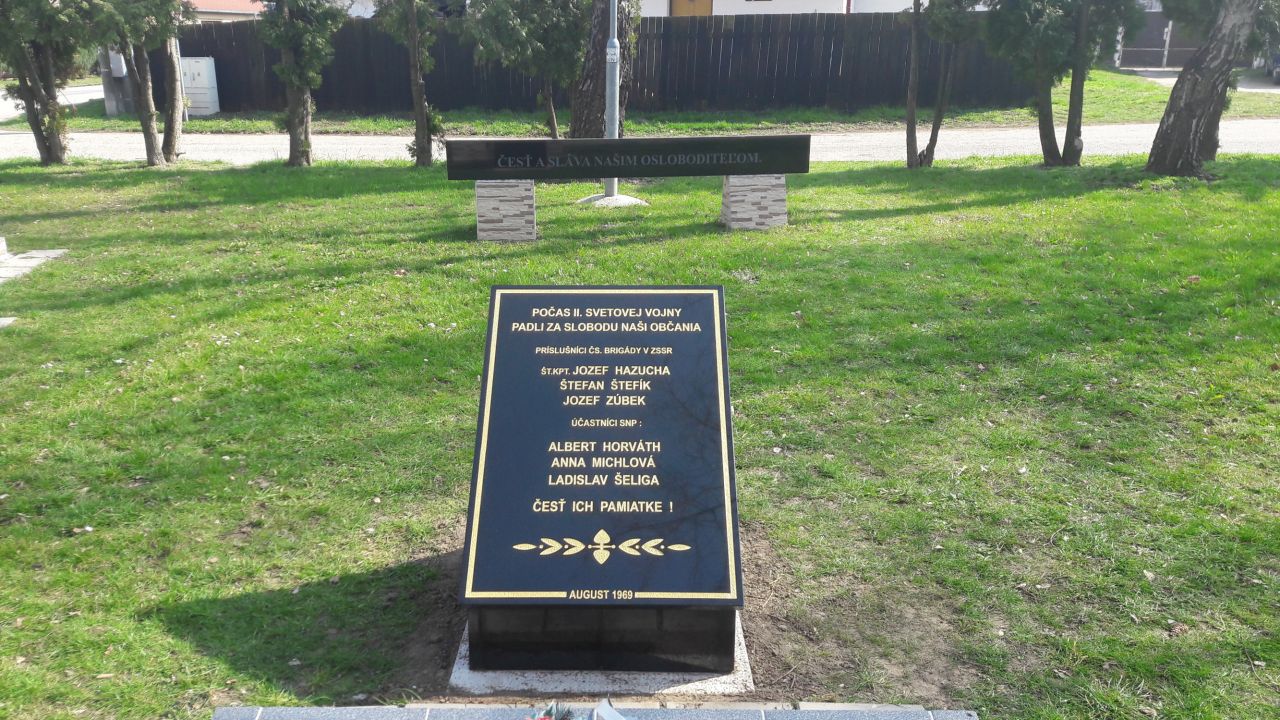 ČESŤ A SLÁVA NAŠIM OSLOBODITEĽOM.
POČAS II. SVETOVEJ VOJNY
PADLI ZA SLOBODU NAŠI OBČANIA
PRÍSLUŠNÍCI ČS. BRIGÁDY V ZSSR
ŠT.KPT. JOZEF HAZUCHA
ŠTEFAN ŠTEFÍK
JOZEF ZÚBEK
ÚČASTNÍCI SNP :
ALBERT HORVÁTH
ANNA MICHLOVÁ
LADISLAV ŠELIGA
ČESŤ ICH PAMIATKE !
AUGUST 1969